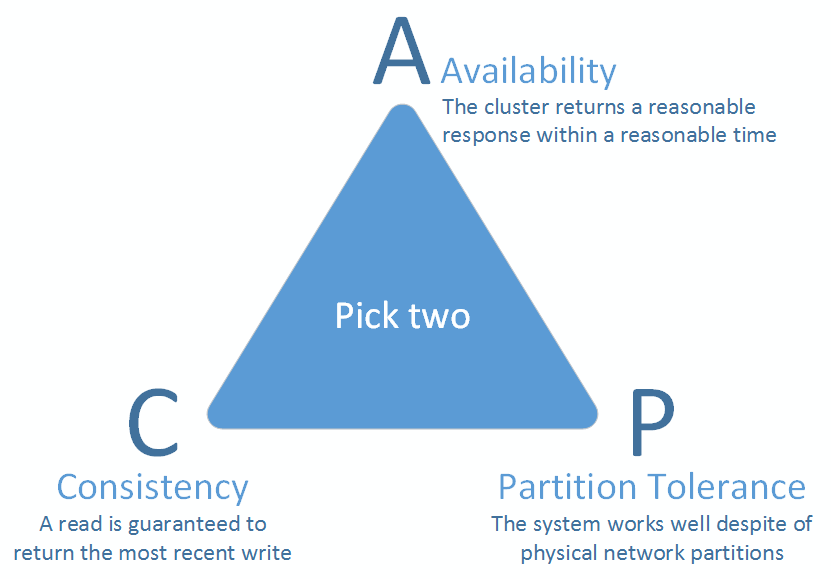 A
Availability
The cluster returns a reasonable
response within a reasonable time
Pick two
C
Consistency
A read is guaranteed to
return the most recent write
P
Partition Tolerance
The system works well despite of
physical network partitions